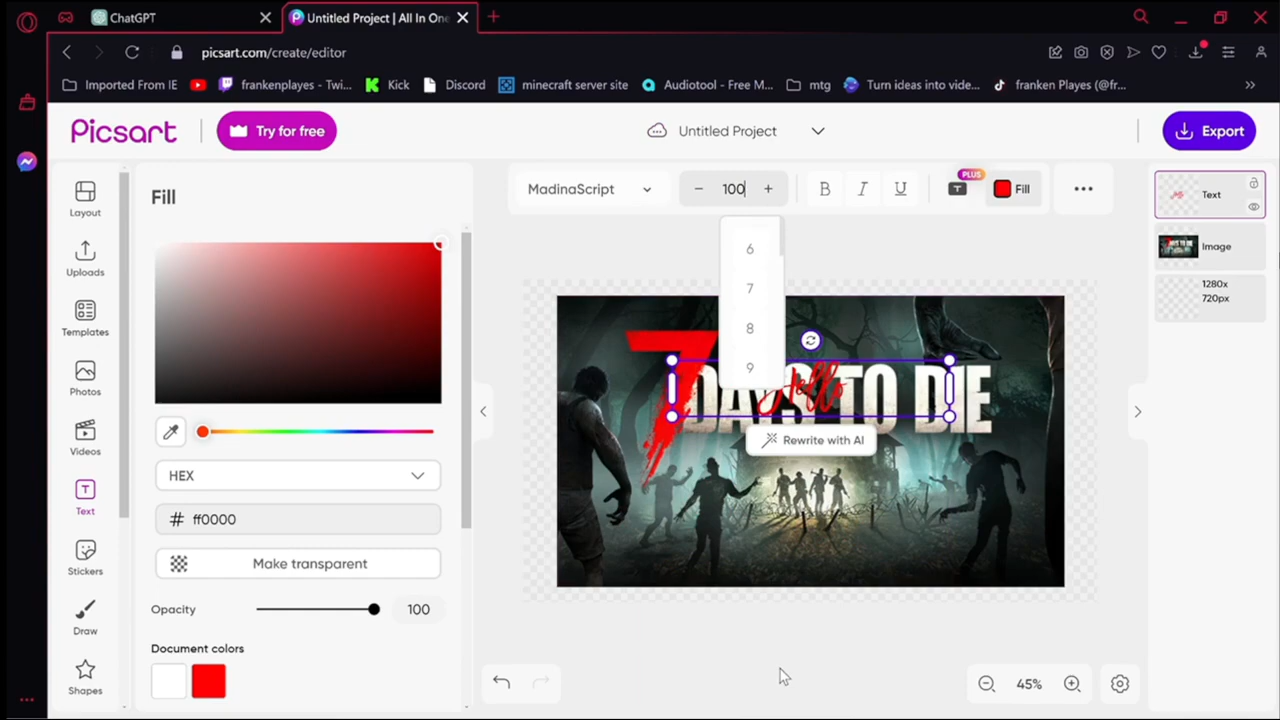 ChatGPT
Untitled Project | All In One
picsart.com/create/editor
Imported From IE
frankenplayes - Twi...
Kick
Discord
minecraft server site
Audiotool - Free M...
mtg
Turn ideas into vide...
franken Playes (@fr...
Picsart
Try for free
Untitled Project
Export
Layout
Uploads
Templates
Photos
Videos
Text
Stickers
Draw
Shapes
Fill
HEX
# ff0000
Make transparent
Opacity
100
Document colors
MadinaScript
− 100 +
B I U
PLUS
T
Fill
6
7
8
9
7 DAYS TO DIE
Hello
Rewrite with AI
45%
Text
Image
1280x
720px